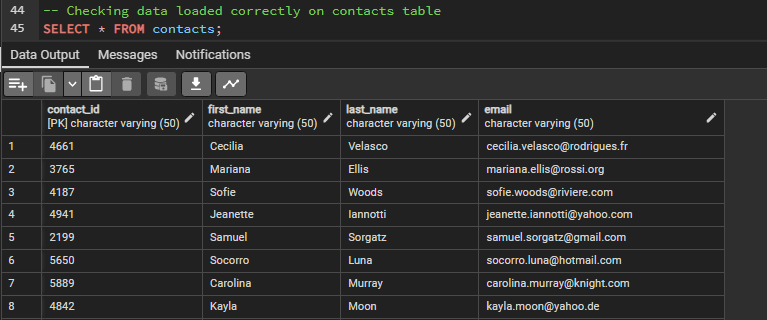 44 -- Checking data loaded correctly on contacts table
45 SELECT * FROM contacts;
Data Output Messages Notifications
contact_id first_name last_name email
[PK] character varying (50) character varying (50) character varying (50) character varying (50)
1 4661 Cecilia Velasco cecilia.velasco@rodrigues.fr
2 3765 Mariana Ellis mariana.ellis@rossi.org
3 4187 Sofie Woods sofie.woods@riviere.com
4 4941 Jeanette Iannotti jeanette.iannotti@yahoo.com
5 2199 Samuel Sorgatz samuel.sorgatz@gmail.com
6 5650 Socorro Luna socorro.luna@hotmail.com
7 5889 Carolina Murray carolina.murray@knight.com
8 4842 Kayla Moon kayla.moon@yahoo.de